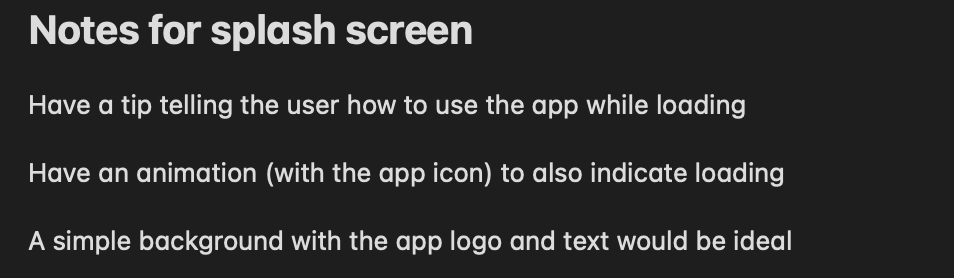 Notes for splash screen
Have a tip telling the user how to use the app while loading
Have an animation (with the app icon) to also indicate loading
A simple background with the app logo and text would be ideal